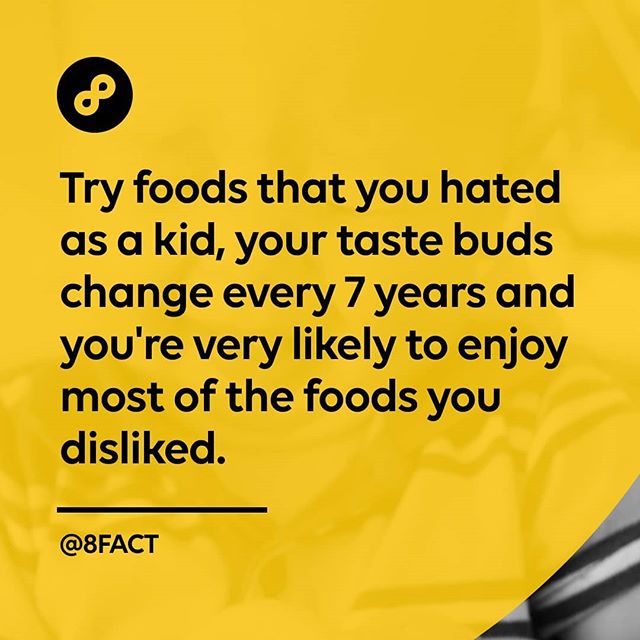 Try foods that you hated
as a kid, your taste buds
change every 7 years and
you're very likely to enjoy
most of the foods you
disliked.
@8FACT